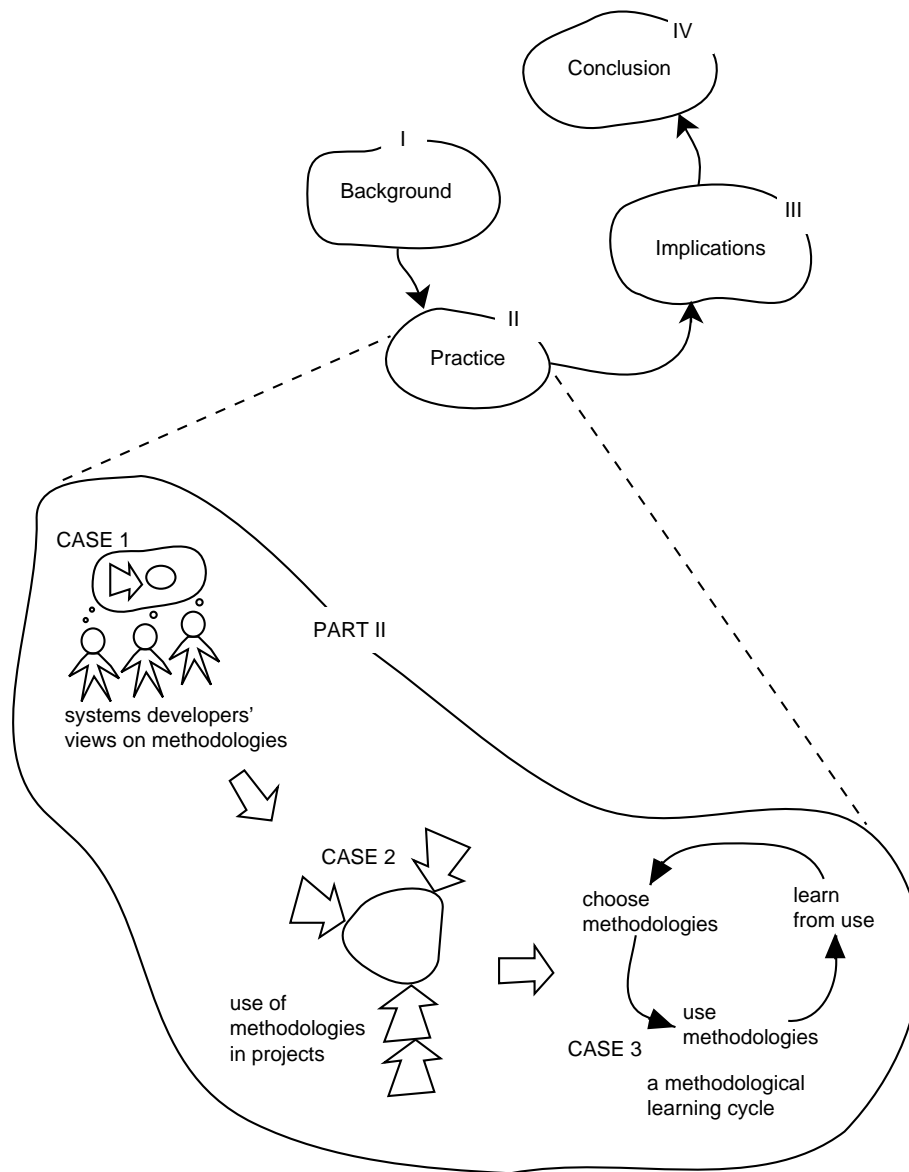 IV
Conclusion
I
Background
III
Implications
II
Practice
CASE 1
PART II
systems developers'
views on methodologies
CASE 2
use of
methodologies
in projects
choose
methodologies
learn
from use
use
methodologies
CASE 3
a methodological
learning cycle